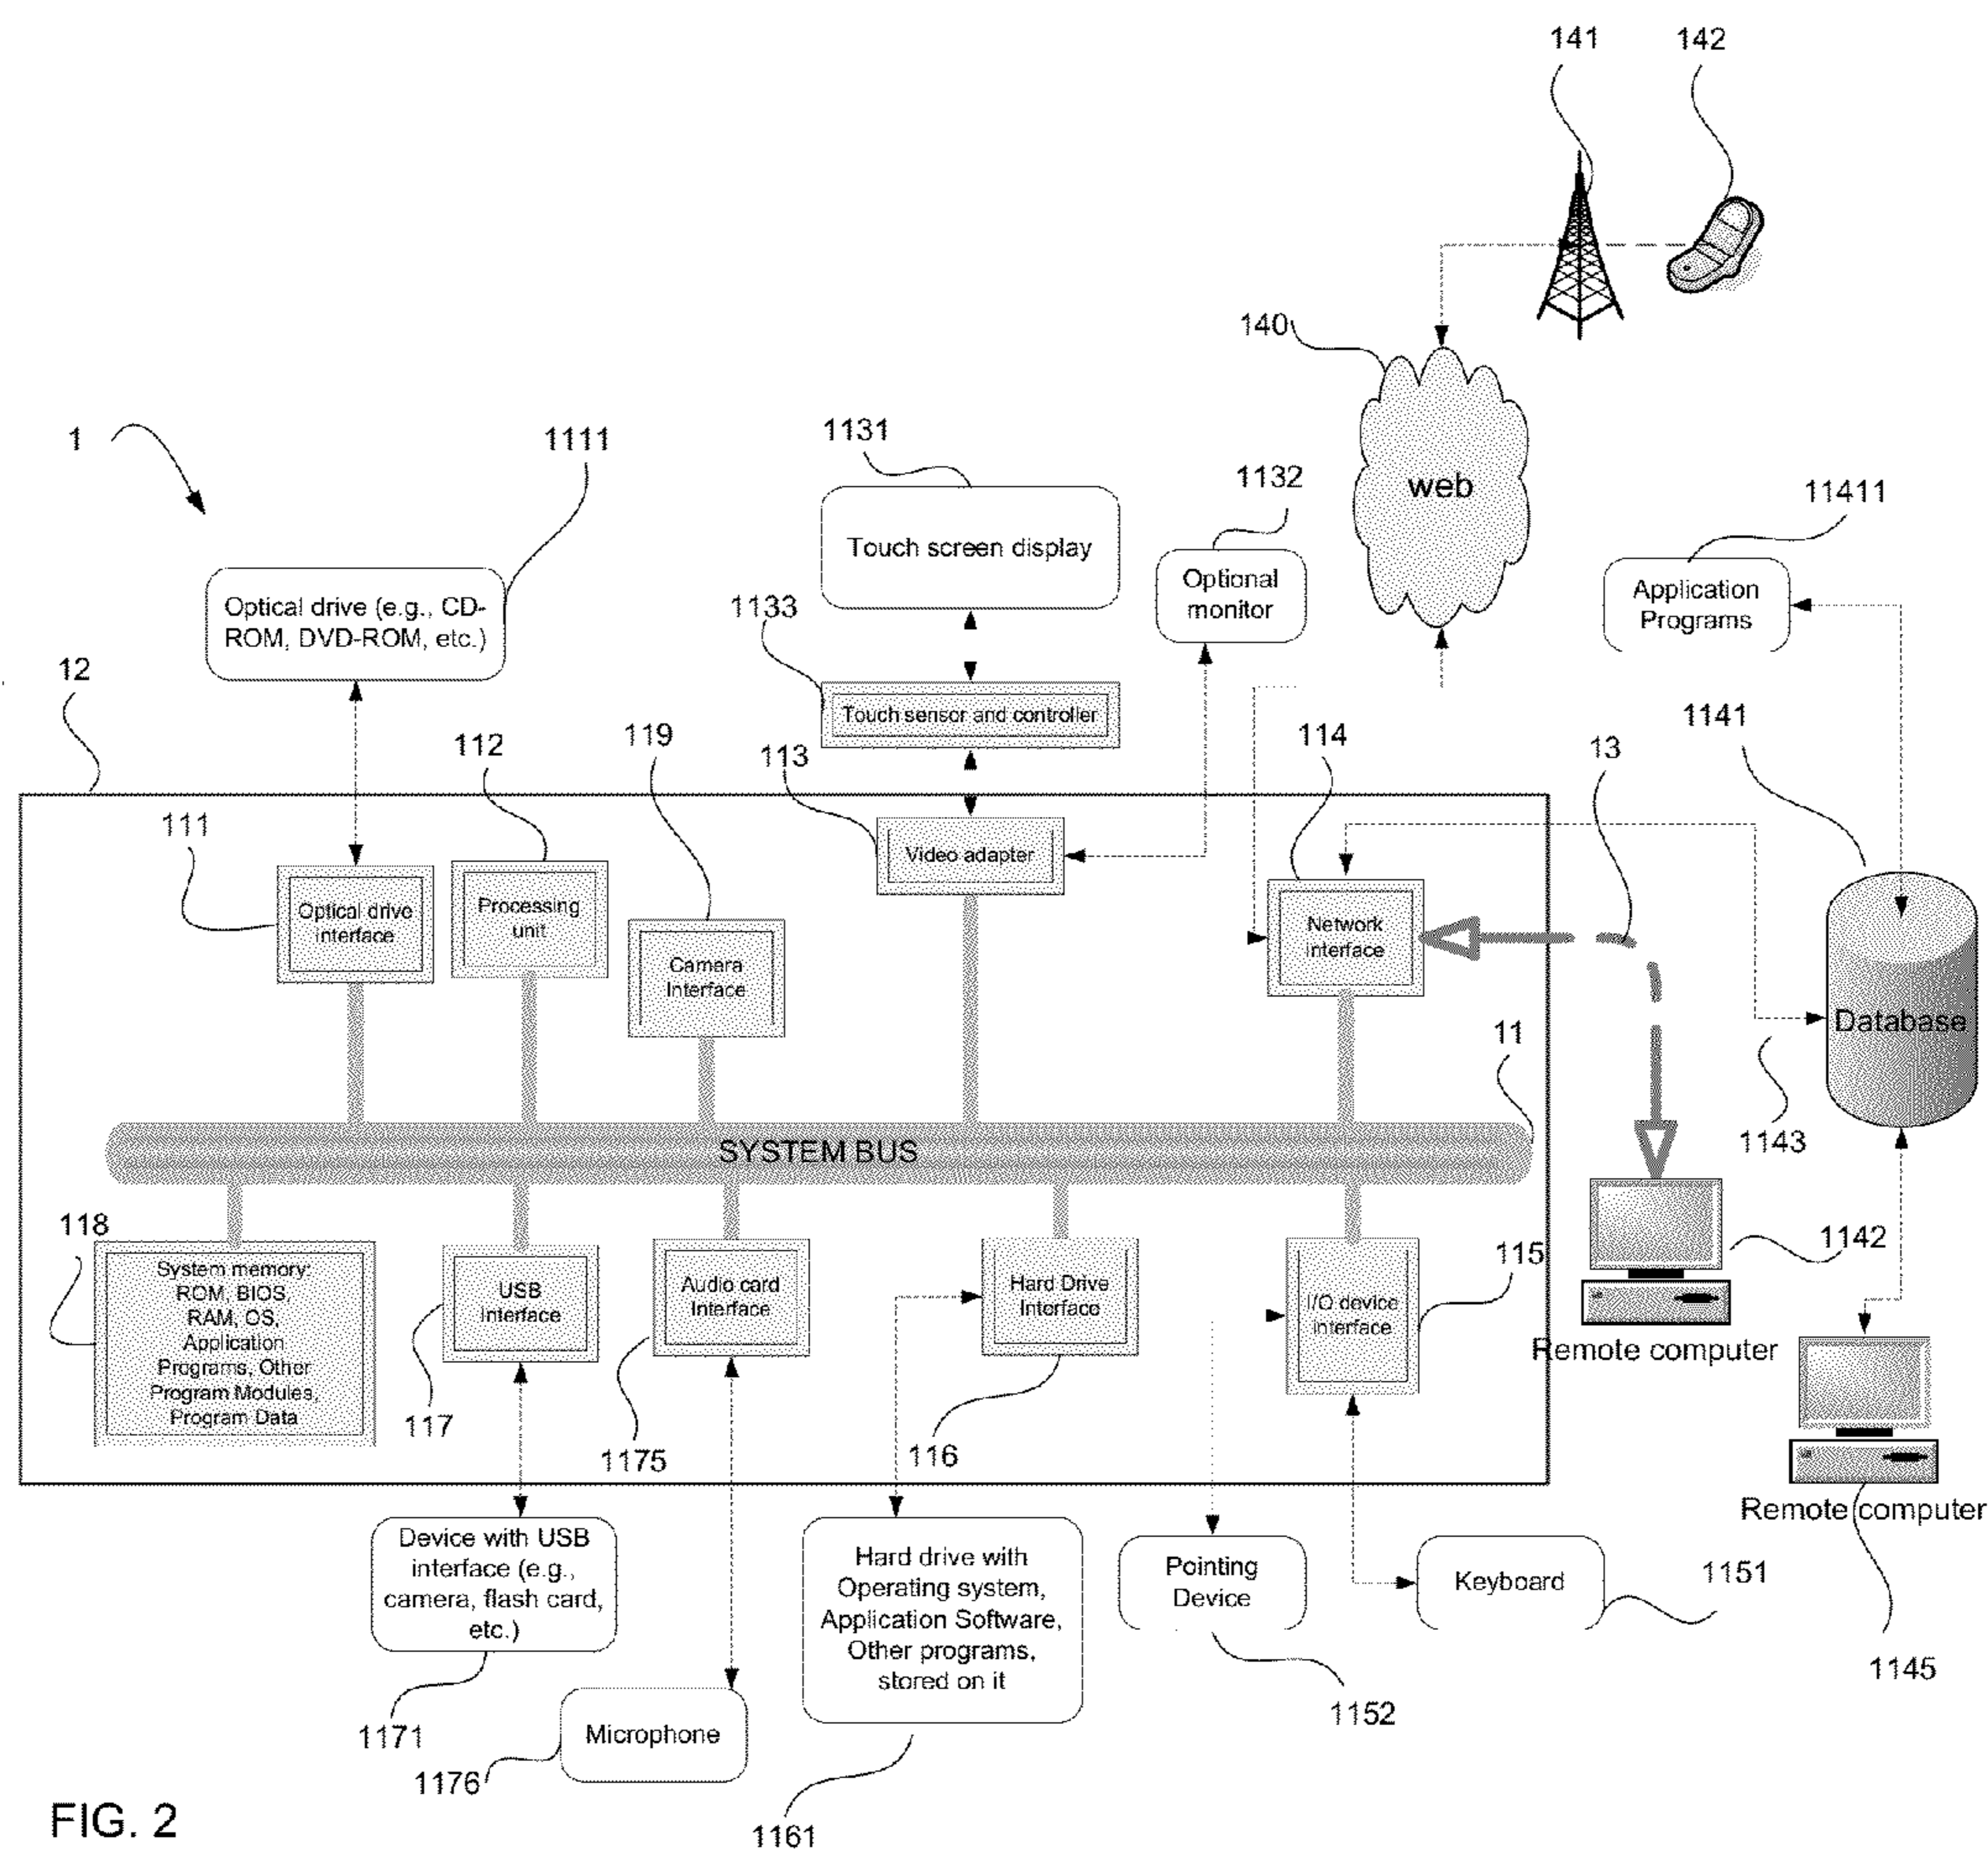 141
142
140
web
1
1111
1131
1132
11411
Touch screen display
Optional
monitor
Application
Programs
Optical drive (e.g., CD-
ROM, DVD-ROM, etc.)
1133
12
Touch sensor and controller
1141
112
119
113
114
13
111
Video adapter
Optical drive
interface
Processing
unit
Camera
Interface
Network
interface
Database
11
1143
SYSTEM BUS
118
System memory:
ROM, BIOS,
RAM, OS,
Application
Programs, Other
Program Modules,
Program Data
USB
Interface
Audio card
Interface
Hard Drive
Interface
I/O device
interface
115
1142
Remote computer
117
1175
116
Remote computer
Device with USB
interface (e.g.,
camera, flash card,
etc.)
Hard drive with
Operating system,
Application Software,
Other programs,
stored on it
Pointing
Device
Keyboard
1151
1145
1171
Microphone
1152
1176
1161
FIG. 2